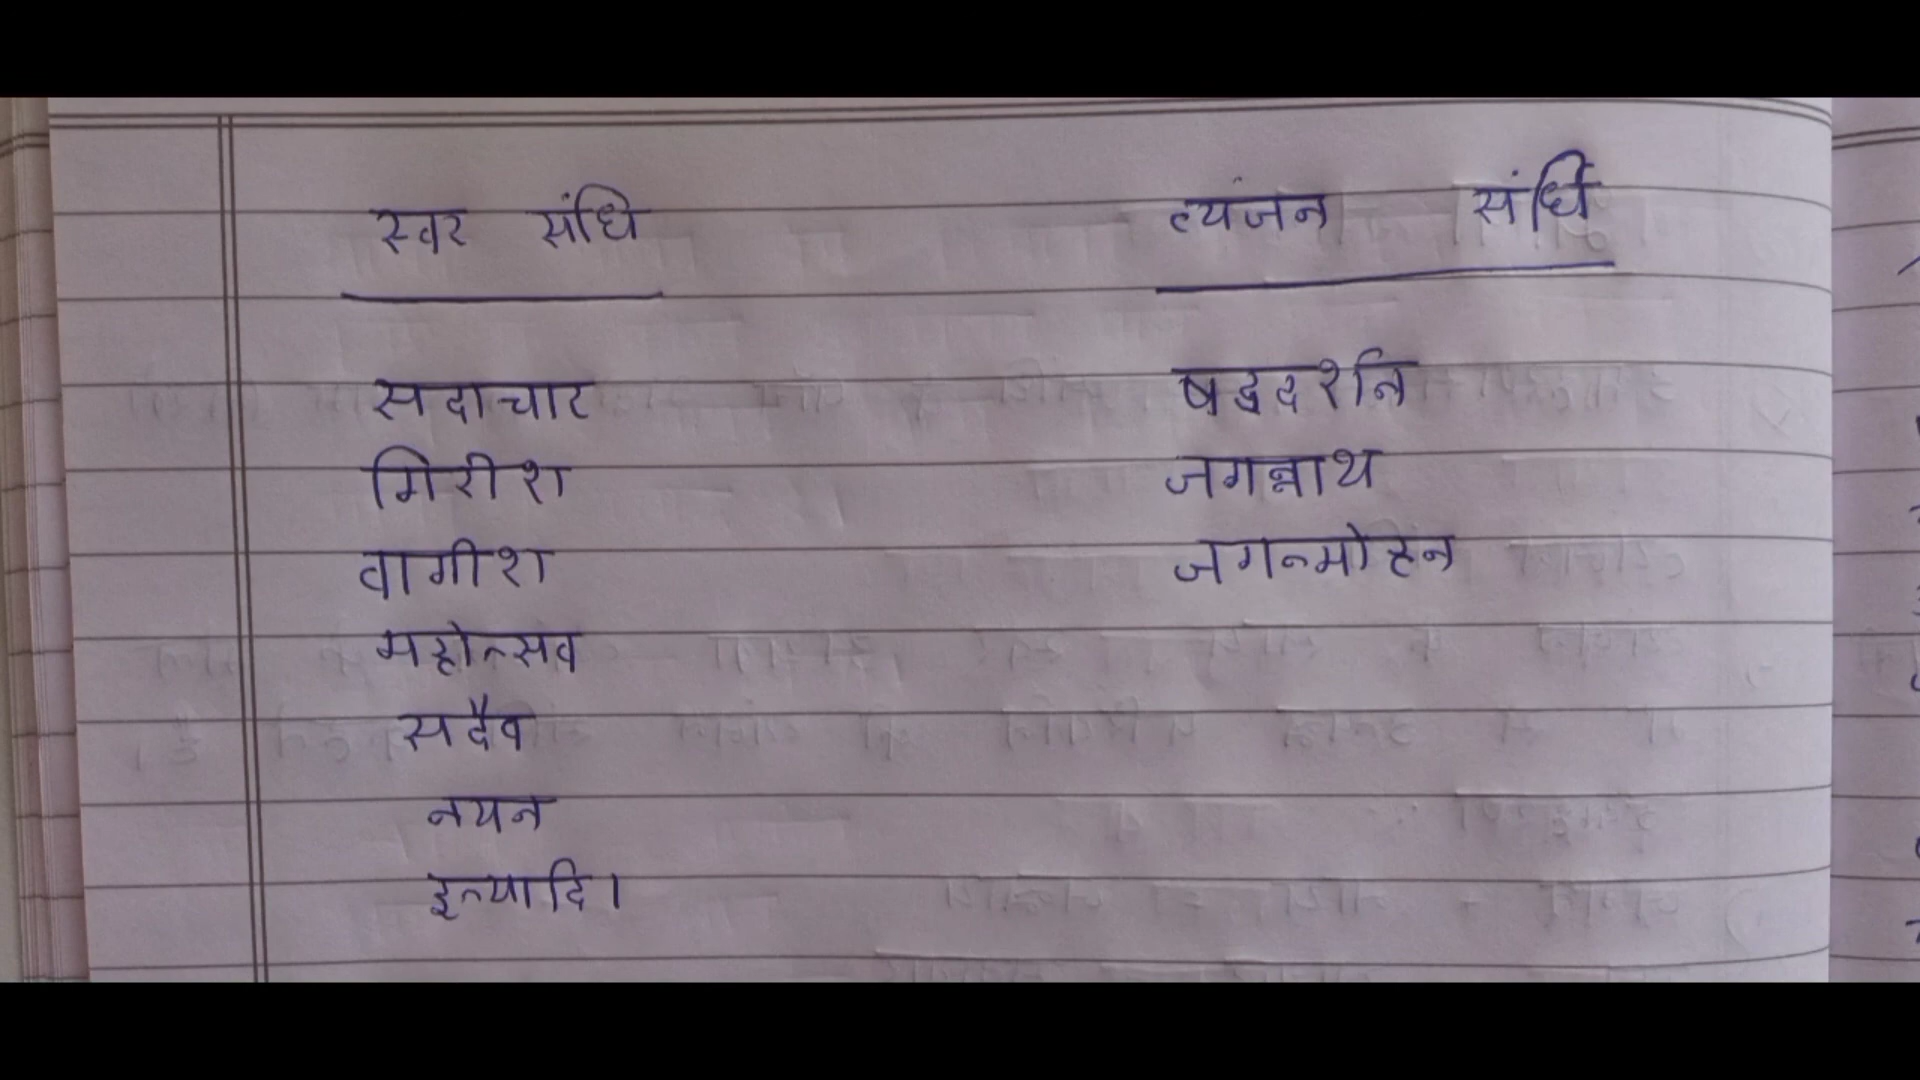 स्वर संधि
सदाचार
गिरीश
वागीश
महोत्सव
सदैव
नयन
इत्यादि।
व्यंजन संधि
षड्दर्शन
जगन्नाथ
जगन्मोहन